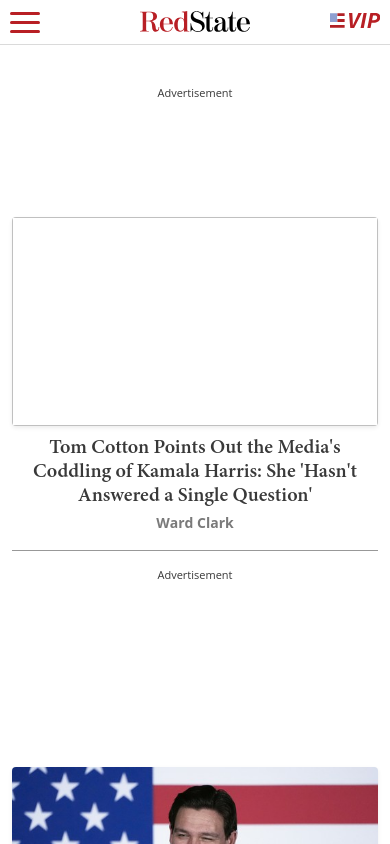 RedState
VIP
Advertisement
Tom Cotton Points Out the Media's
Coddling of Kamala Harris: She 'Hasn't
Answered a Single Question'
Ward Clark
Advertisement